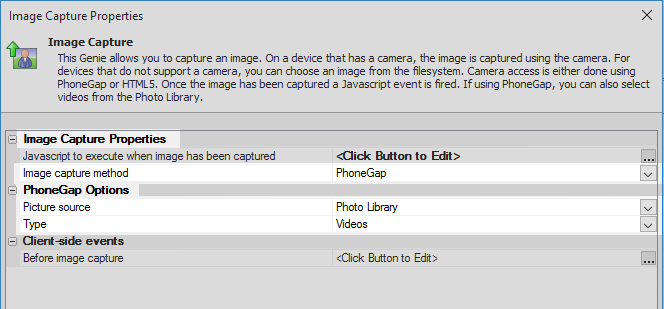 Image Capture Properties
Image Capture
This Genie allows you to capture an image. On a device that has a camera, the image is captured using the camera. For
devices that do not support a camera, you can choose an image from the filesystem. Camera access is either done using
PhoneGap or HTML5. Once the image has been captured a Javascript event is fired. If using PhoneGap, you can also select
videos from the Photo Library.
Image Capture Properties
Javascript to execute when image has been captured <Click Button to Edit> ...
Image capture method PhoneGap
PhoneGap Options
Picture source Photo Library
Type Videos
Client-side events
Before image capture <Click Button to Edit> ...